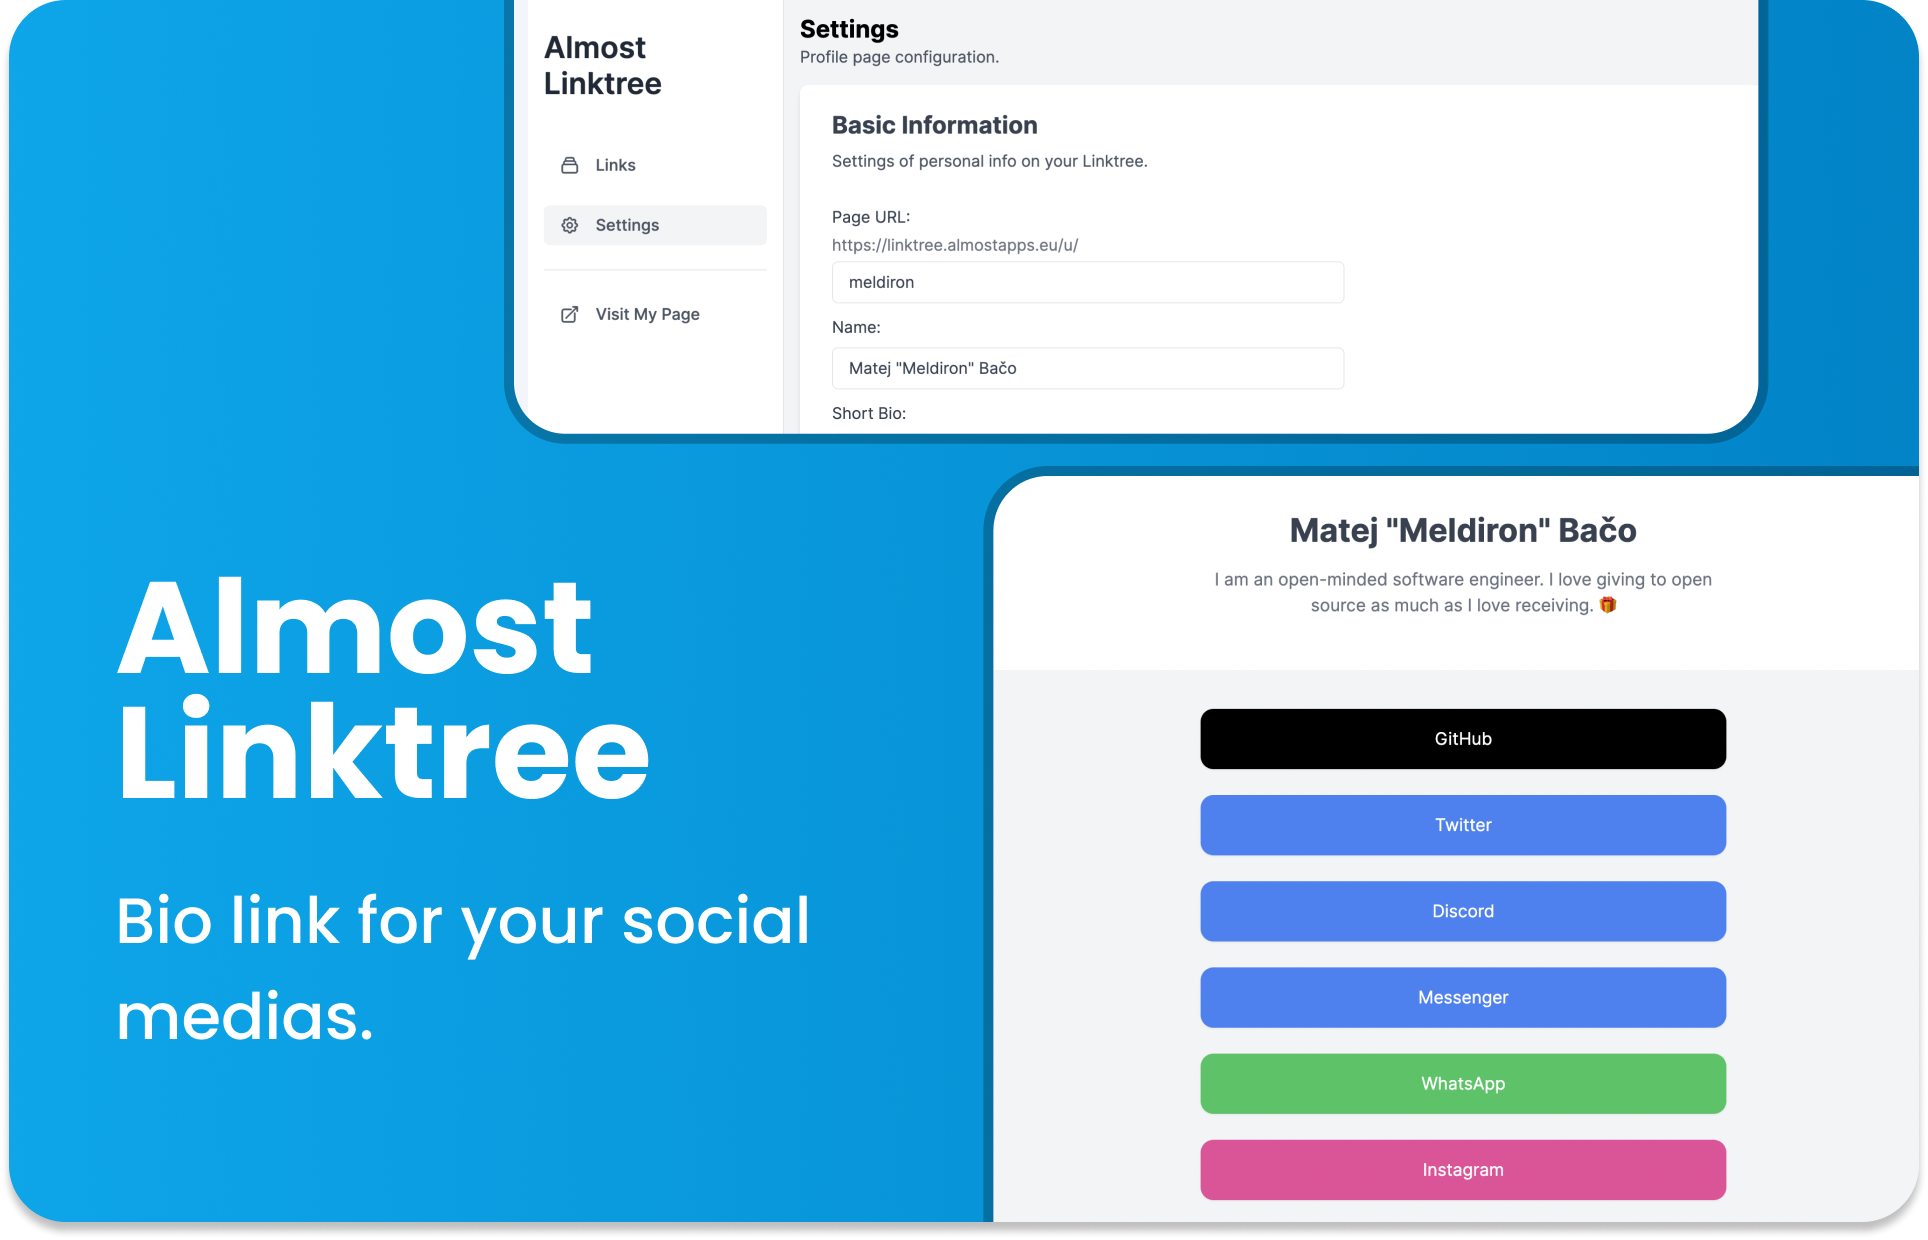 Almost
Linktree
Links
Settings
Visit My Page
Settings
Profile page configuration.
Basic Information
Settings of personal info on your Linktree.
Page URL:
https://linktree.almostapps.eu/u/
meldiron
Name:
Matej "Meldiron" Bačo
Short Bio:
Almost
Linktree
Bio link for your social
medias.
Matej "Meldiron" Bačo
I am an open-minded software engineer. I love giving to open
source as much as I love receiving. 🎁
GitHub
Twitter
Discord
Messenger
WhatsApp
Instagram